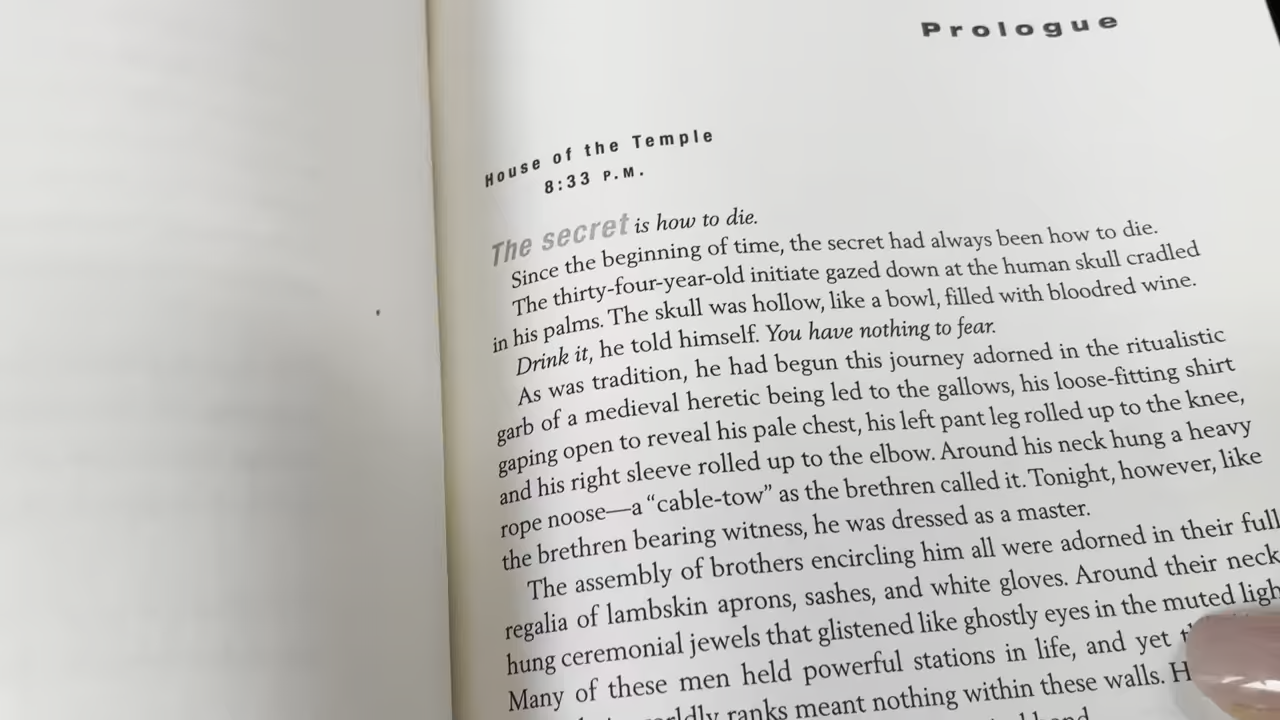 Prologue
House of the Temple
8:33 P.M.
The secret is how to die.
Since the beginning of time, the secret had always been how to die.
The thirty-four-year-old initiate gazed down at the human skull cradled
in his palms. The skull was hollow, like a bowl, filled with bloodred wine.
Drink it, he told himself. You have nothing to fear.
As was tradition, he had begun this journey adorned in the ritualistic
garb of a medieval heretic being led to the gallows, his loose-fitting shirt
gaping open to reveal his pale chest, his left pant leg rolled up to the knee,
and his right sleeve rolled up to the elbow. Around his neck hung a heavy
rope noose—a “cable-tow” as the brethren called it. Tonight, however, like
the brethren bearing witness, he was dressed as a master.
The assembly of brothers encircling him all were adorned in their full
regalia of lambskin aprons, sashes, and white gloves. Around their neck
hung ceremonial jewels that glistened like ghostly eyes in the muted
Many of these men held powerful stations in life, and yet
ranks meant nothing within these walls.